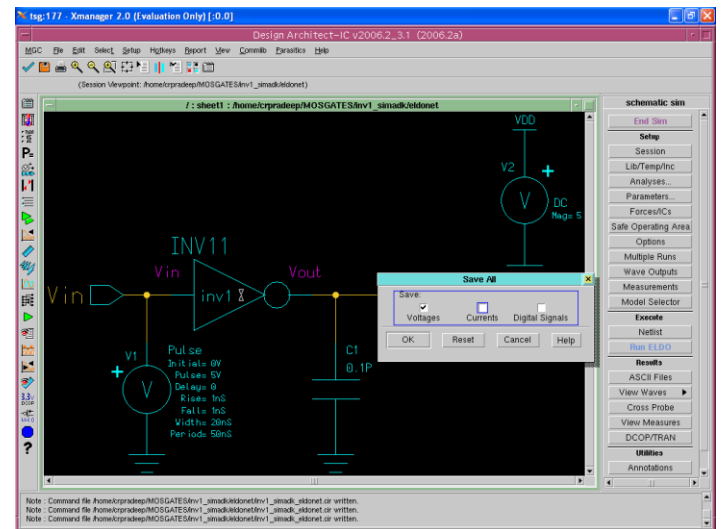 tsg:177 - Xmanager 2.0 (Evaluation Only) [:0.0]
Design Architect-IC v2006.2_3.1 (2006.2a)
MGC File Edit Select Setup Hotkeys Report View Commlib Parasitics Help
(Session Viewpoint: /home/crpradeep/MOSGATES/inv1_simadk/eldonet)
/ : sheet1 : /home/crpradeep/MOSGATES/inv1_simadk/eldonet
schematic sim
End Sim
Setup
Session
Lib/Temp/Inc
Analyses...
Parameters...
Forces/ICs
Safe Operating Area
Options
Multiple Runs
Wave Outputs
Measurements
Model Selector
Execute
Netlist
Run ELDO
Results
ASCII Files
View Waves
Cross Probe
View Measures
DCOP/TRAN
Utilities
Annotations
VDD
V2
V
DC
Mag= 5
INV11
Vin
Vout
Vin
inv1
V1
V
Pulse
Initial= 0V
Pulse= 5V
Delay= 0
Rise= 1nS
Fall= 1nS
Width= 20nS
Period= 50nS
C1
0.1P
Save All
Save:
Voltages Currents Digital Signals
OK Reset Cancel Help
Note : Command file /home/crpradeep/MOSGATES/inv1_simadk/eldonet/inv1_simadk_eldonet.cir written.
Note : Command file /home/crpradeep/MOSGATES/inv1_simadk/eldonet/inv1_simadk_eldonet.cir written.
Note : Command file /home/crpradeep/MOSGATES/inv1_simadk/eldonet/inv1_simadk_eldonet.cir written.